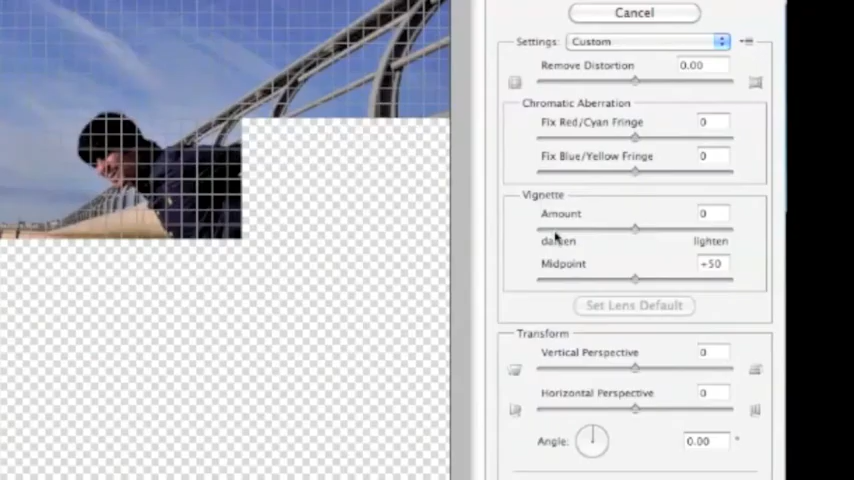 Cancel
Settings: Custom
Remove Distortion 0.00
Chromatic Aberration
Fix Red/Cyan Fringe 0
Fix Blue/Yellow Fringe 0
Vignette
Amount 0
darken lighten
Midpoint +50
Set Lens Default
Transform
Vertical Perspective 0
Horizontal Perspective 0
Angle: 0.00 °